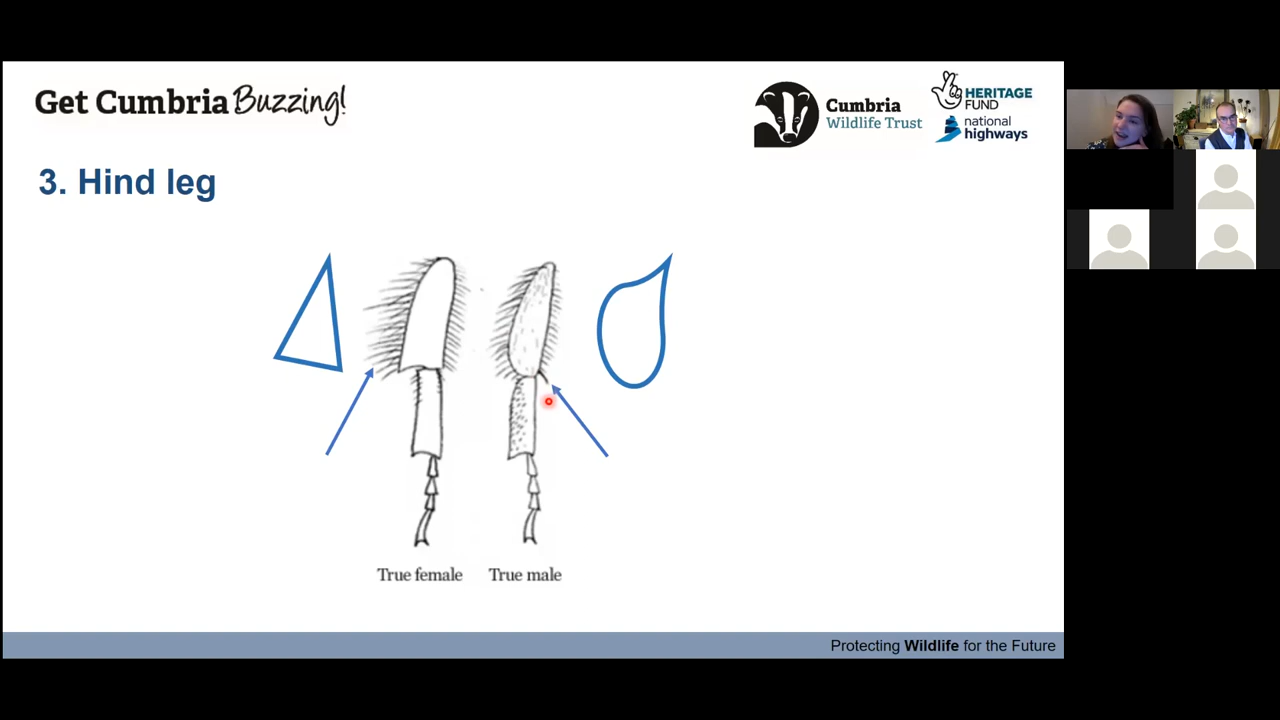 Get Cumbria Buzzing!
Cumbria
Wildlife Trust
HERITAGE
FUND
national
highways
3. Hind leg
True female
True male
Protecting Wildlife for the Future